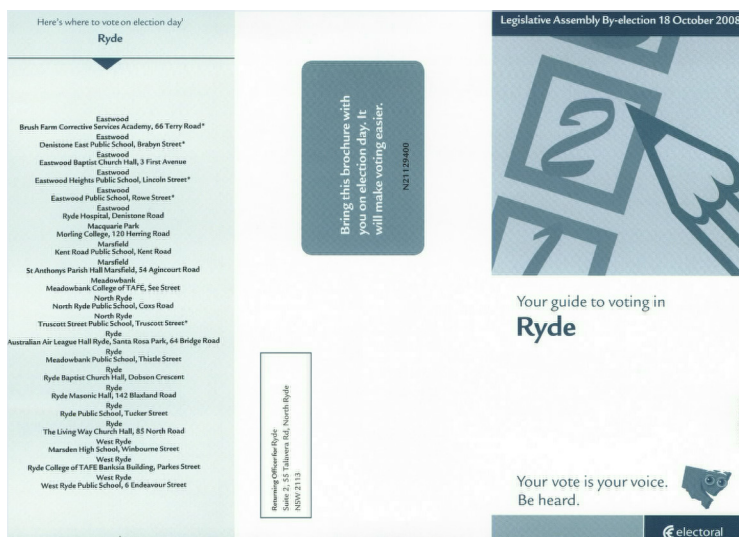 Here's where to vote on election day¹
Ryde
Eastwood
Brush Farm Corrective Services Academy, 66 Terry Road*
Eastwood
Denistone East Public School, Brabyn Street*
Eastwood
Eastwood Baptist Church Hall, 3 First Avenue
Eastwood
Eastwood Heights Public School, Lincoln Street*
Eastwood
Eastwood Public School, Rowe Street*
Eastwood
Ryde Hospital, Denistone Road
Macquarie Park
Morling College, 120 Herring Road
Marsfield
Kent Road Public School, Kent Road
Marsfield
St Anthonys Parish Hall Marsfield, 54 Agincourt Road
Meadowbank
Meadowbank College of TAFE, See Street
North Ryde
North Ryde Public School, Coxs Road
North Ryde
Truscott Street Public School, Truscott Street*
Ryde
Australian Air League Hall Ryde, Santa Rosa Park, 64 Bridge Road
Ryde
Meadowbank Public School, Thistle Street
Ryde
Ryde Baptist Church Hall, Dobson Crescent
Ryde
Ryde Masonic Hall, 142 Blaxland Road
Ryde
Ryde Public School, Tucker Street
Ryde
The Living Way Church Hall, 85 North Road
West Ryde
Marsden High School, Winbourne Street
West Ryde
Ryde College of TAFE Banksia Building, Parkes Street
West Ryde
West Ryde Public School, 6 Endeavour Street
Bring this brochure with
you on election day. It
will make voting easier.
N21129400
Returning Officer for Ryde
Suite 2, 55 Talavera Rd, North Ryde
NSW 2113
Legislative Assembly By-election 18 October 2008
2
1
Your guide to voting in
Ryde
Your vote is your voice.
Be heard.
electoral